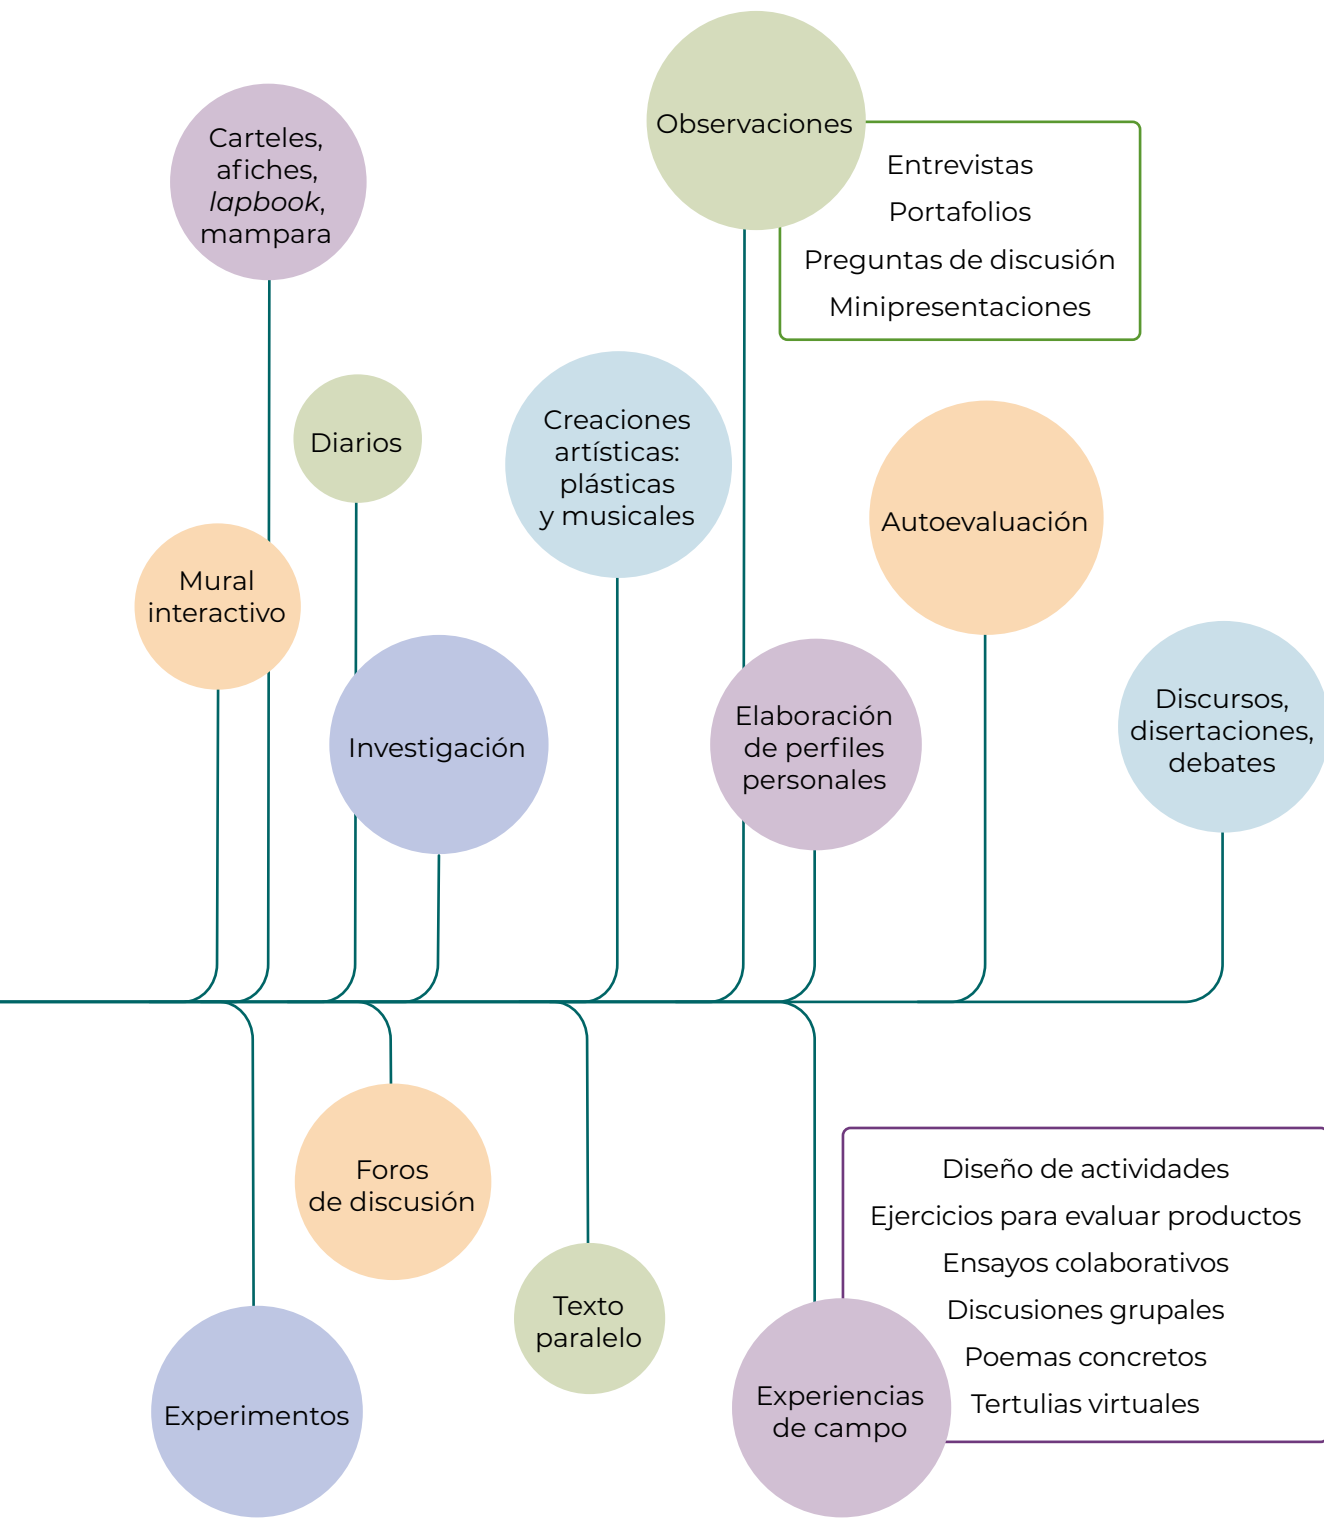 Observaciones
Entrevistas
Portafolios
Preguntas de discusión
Minipresentaciones
Carteles,
afiches,
lapbook,
mampara
Diarios
Creaciones
artísticas:
plásticas
y musicales
Autoevaluación
Mural
interactivo
Investigación
Elaboración
de perfiles
personales
Discursos,
disertaciones,
debates
Foros
de discusión
Texto
paralelo
Experimentos
Experiencias
de campo
Diseño de actividades
Ejercicios para evaluar productos
Ensayos colaborativos
Discusiones grupales
Poemas concretos
Tertulias virtuales